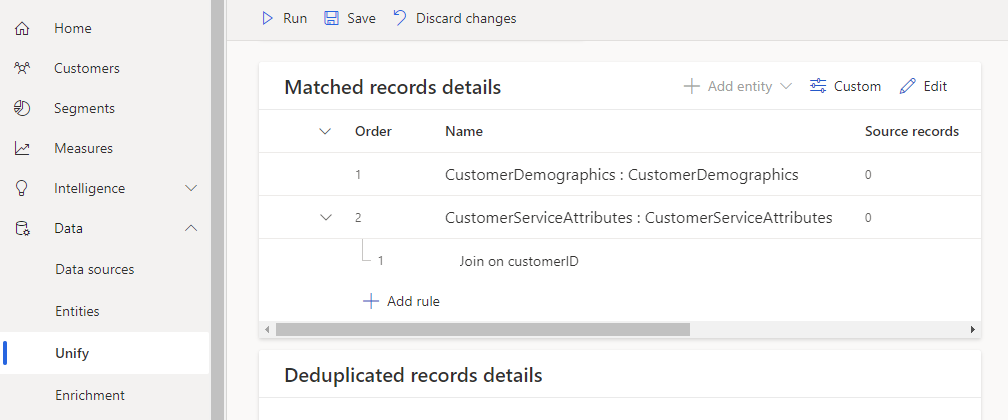 Run Save Discard changes
Home
Customers
Segments
Measures
Intelligence
Data
Data sources
Entities
Unify
Enrichment
Matched records details Add entity Custom Edit
Order Name Source records
1 CustomerDemographics : CustomerDemographics 0
2 CustomerServiceAttributes : CustomerServiceAttributes 0
1 Join on customerID
Add rule
Deduplicated records details